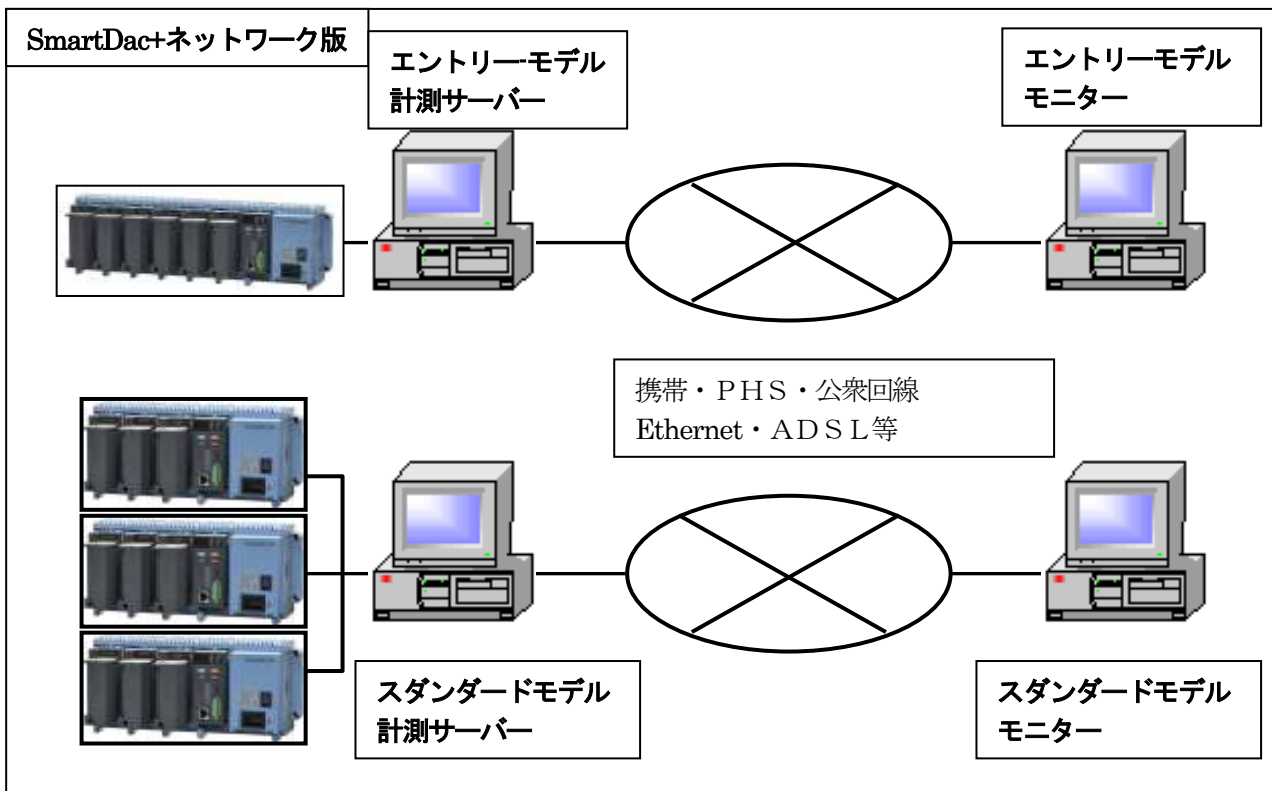 SmartDac+ネットワーク版
エントリー-モデル
計測サーバー
エントリーモデル
モニター
携帯・ＰＨＳ・公衆回線
Ethernet・ＡＤＳＬ等
スダンダードモデル
計測サーバー
スダンダードモデル
モニター